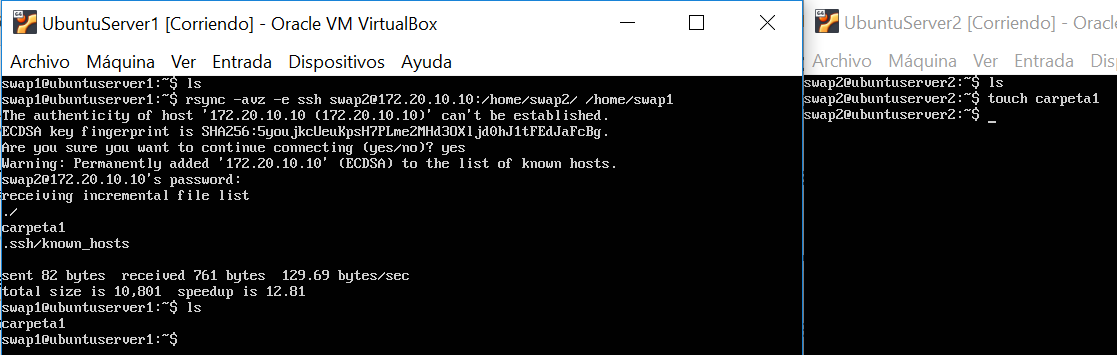 UbuntuServer1 [Corriendo] - Oracle VM VirtualBox
Archivo Máquina Ver Entrada Dispositivos Ayuda
swap1@ubuntuserver1:~$ ls
swap1@ubuntuserver1:~$ rsync -avz -e ssh swap2@172.20.10.10:/home/swap2/ /home/swap1
The authenticity of host '172.20.10.10 (172.20.10.10)' can't be established.
ECDSA key fingerprint is SHA256:5youjkcUeuKpsH7PLme2MHd3OXljd0hJ1tFEdJaFcBg.
Are you sure you want to continue connecting (yes/no)? yes
Warning: Permanently added '172.20.10.10' (ECDSA) to the list of known hosts.
swap2@172.20.10.10's password:
receiving incremental file list
./
carpeta1
.ssh/known_hosts
sent 82 bytes  received 761 bytes  129.69 bytes/sec
total size is 10,801  speedup is 12.81
swap1@ubuntuserver1:~$ ls
carpeta1
swap1@ubuntuserver1:~$
UbuntuServer2 [Corriendo] - Oracle
Archivo Máquina Ver Entrada Disp
swap2@ubuntuserver2:~$ ls
swap2@ubuntuserver2:~$ touch carpeta1
swap2@ubuntuserver2:~$ _